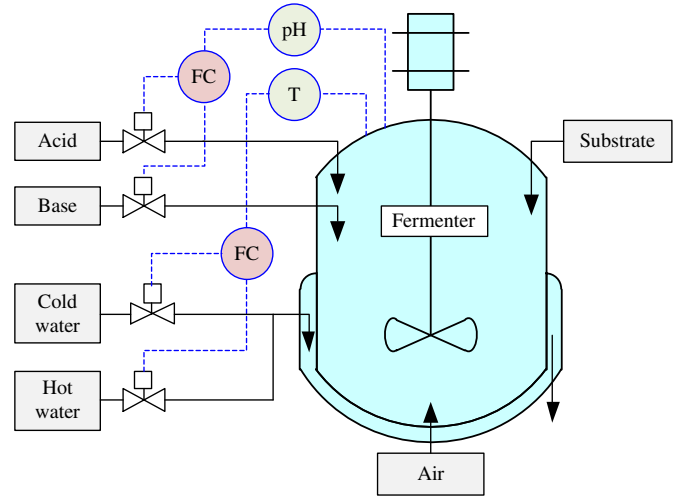 pH
FC
T
Acid
Substrate
Base
Fermenter
FC
Cold
water
Hot
water
Air